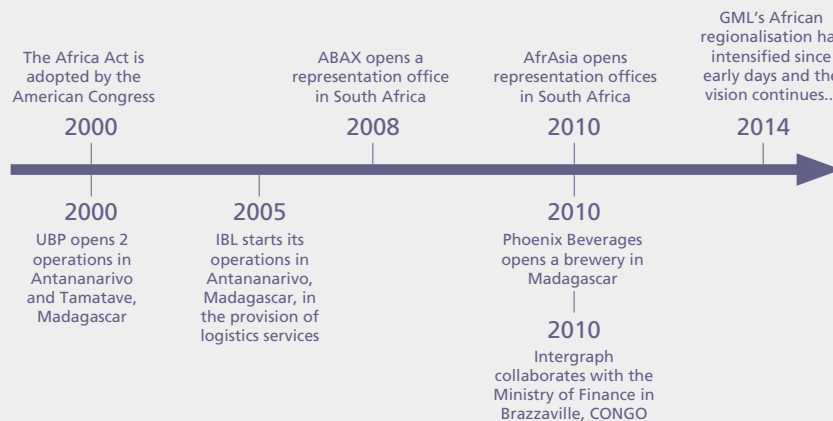 The Africa Act is
adopted by the
American Congress
2000
ABAX opens a
representation office
in South Africa
2008
AfrAsia opens
representation offices
in South Africa
2010
GML's African
regionalisation ha
intensified since
early days and the
vision continues..
2014
2000
UBP opens 2
operations in
Antananarivo
and Tamatave,
Madagascar
2005
IBL starts its
operations in
Antananarivo,
Madagascar, in
the provision of
logistics services
2010
Phoenix Beverages
opens a brewery in
Madagascar
2010
Intergraph
collaborates with the
Ministry of Finance in
Brazzaville, CONGO